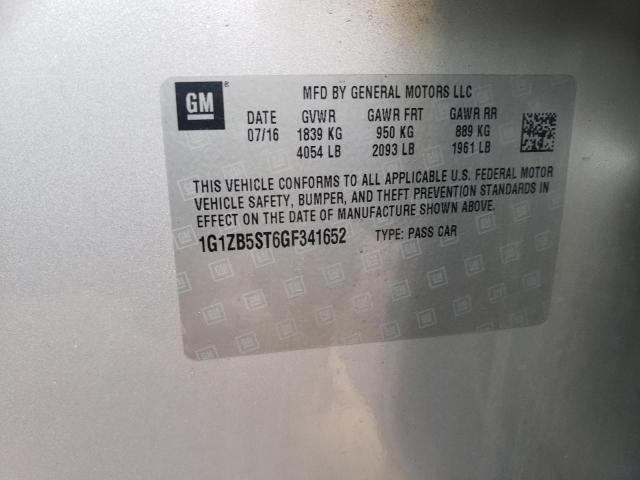 GM®
MFD BY GENERAL MOTORS LLC
DATE GVWR GAWR FRT GAWR RR
07/16 1839 KG 950 KG 889 KG
4054 LB 2093 LB 1961 LB
THIS VEHICLE CONFORMS TO ALL APPLICABLE U.S. FEDERAL MOTOR
VEHICLE SAFETY, BUMPER, AND THEFT PREVENTION STANDARDS IN
EFFECT ON THE DATE OF MANUFACTURE SHOWN ABOVE.
1G1ZB5ST6GF341652 TYPE: PASS CAR